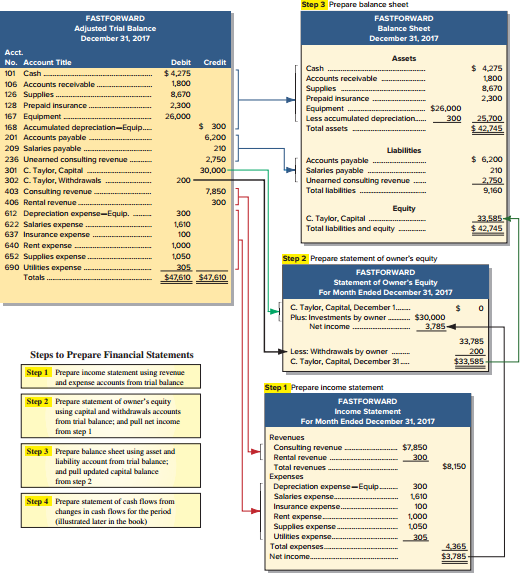 FASTFORWARD
Adjusted Trial Balance
December 31, 2017
Acct.
No. Account Title Debit Credit
101 Cash $ 4,275
106 Accounts receivable 1,800
126 Supplies 8,670
128 Prepaid insurance 2,300
167 Equipment 26,000
168 Accumulated depreciation—Equip. $ 300
201 Accounts payable 6,200
209 Salaries payable 210
236 Unearned consulting revenue 2,750
301 C. Taylor, Capital 30,000
302 C. Taylor, Withdrawals 200
403 Consulting revenue 7,850
406 Rental revenue 300
612 Depreciation expense—Equip. 300
622 Salaries expense 1,610
637 Insurance expense 100
640 Rent expense 1,000
652 Supplies expense 1,050
690 Utilities expense 305
Totals $47,610 $47,610
Steps to Prepare Financial Statements
Step 1 Prepare income statement using revenue
and expense accounts from trial balance
Step 2 Prepare statement of owner's equity
using capital and withdrawals accounts
from trial balance; and pull net income
from step 1
Step 3 Prepare balance sheet using asset and
liability account from trial balance;
and pull updated capital balance
from step 2
Step 4 Prepare statement of cash flows from
changes in cash flows for the period
(illustrated later in the book)
Step 3 Prepare balance sheet
FASTFORWARD
Balance Sheet
December 31, 2017
Assets
Cash $ 4,275
Accounts receivable 1,800
Supplies 8,670
Prepaid insurance 2,300
Equipment $26,000
Less accumulated depreciation 300 25,700
Total assets $ 42,745
Liabilities
Accounts payable $ 6,200
Salaries payable 210
Unearned consulting revenue 2,750
Total liabilities 9,160
Equity
C. Taylor, Capital 33,585
Total liabilities and equity $ 42,745
Step 2 Prepare statement of owner's equity
FASTFORWARD
Statement of Owner's Equity
For Month Ended December 31, 2017
C. Taylor, Capital, December 1 $ 0
Plus: Investments by owner $30,000
Net income 3,785
33,785
Less: Withdrawals by owner 200
C. Taylor, Capital, December 31 $33,585
Step 1 Prepare income statement
FASTFORWARD
Income Statement
For Month Ended December 31, 2017
Revenues
Consulting revenue $7,850
Rental revenue 300
Total revenues $8,150
Expenses
Depreciation expense—Equip. 300
Salaries expense 1,610
Insurance expense 100
Rent expense 1,000
Supplies expense 1,050
Utilities expense 305
Total expenses 4,365
Net income $3,785